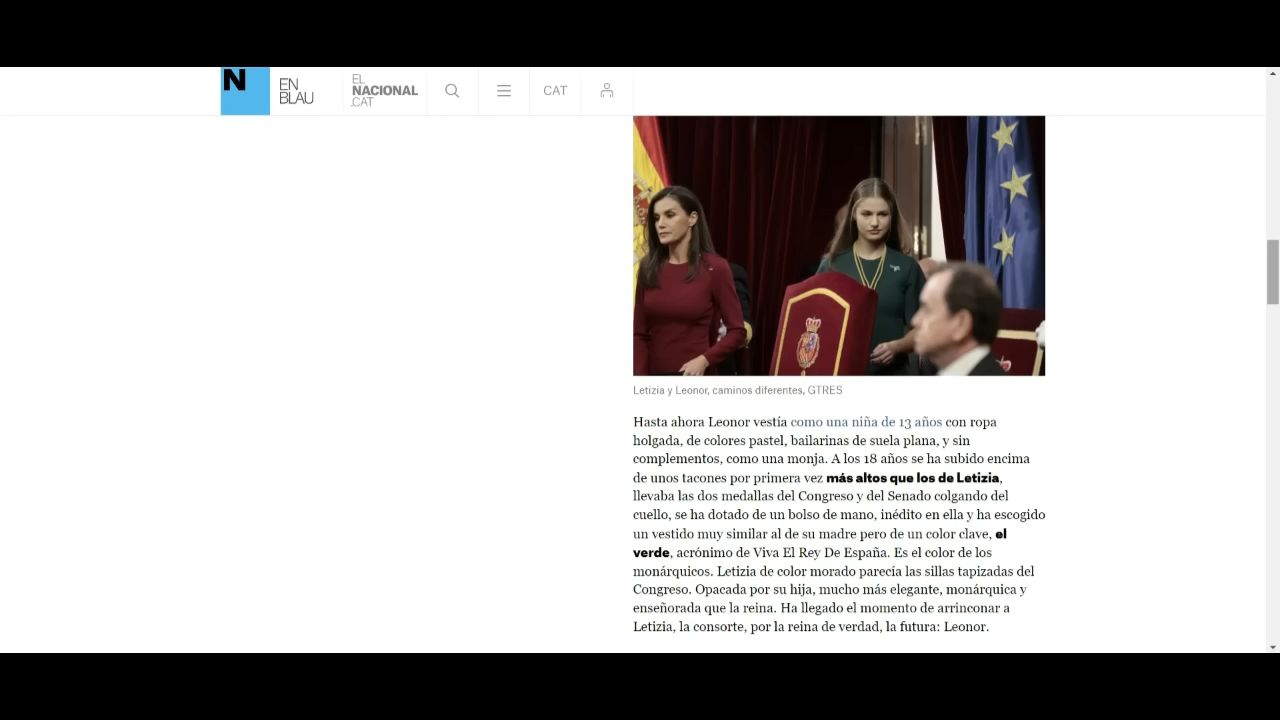 N
EN
BLAU
EL
NACIONAL
.CAT
CAT
Letizia y Leonor, caminos diferentes, GTRES
Hasta ahora Leonor vestía como una niña de 13 años con ropa
holgada, de colores pastel, bailarinas de suela plana, y sin
complementos, como una monja. A los 18 años se ha subido encima
de unos tacones por primera vez más altos que los de Letizia,
llevaba las dos medallas del Congreso y del Senado colgando del
cuello, se ha dotado de un bolso de mano, inédito en ella y ha escogido
un vestido muy similar al de su madre pero de un color clave, el
verde, acrónimo de Viva El Rey De España. Es el color de los
monárquicos. Letizia de color morado parecía las sillas tapizadas del
Congreso. Opacada por su hija, mucho más elegante, monárquica y
enseñorada que la reina. Ha llegado el momento de arrinconar a
Letizia, la consorte, por la reina de verdad, la futura: Leonor.